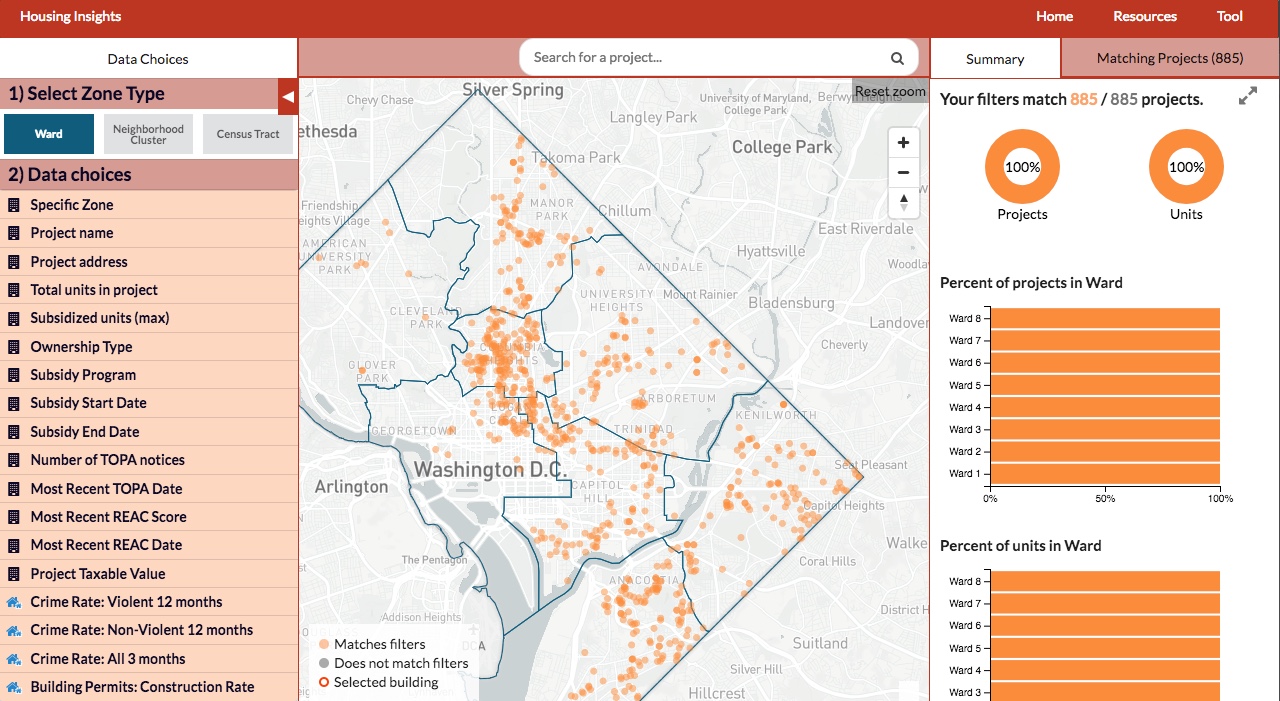 Housing Insights
Home
Resources
Tool
Data Choices
Search for a project...
Summary
Matching Projects (885)
1) Select Zone Type
Ward
Neighborhood
Cluster
Census Tract
2) Data choices
Specific Zone
Project name
Project address
Total units in project
Subsidized units (max)
Ownership Type
Subsidy Program
Subsidy Start Date
Subsidy End Date
Number of TOPA notices
Most Recent TOPA Date
Most Recent REAC Score
Most Recent REAC Date
Project Taxable Value
Crime Rate: Violent 12 months
Crime Rate: Non-Violent 12 months
Crime Rate: All 3 months
Building Permits: Construction Rate
Reset zoom
Silver Spring
Chevy Chase
University of Maryland,
College Park
Berwyn Heights
Langley Park
ethesda
College Park
Takoma Park
MANOR
PARK
Chillum
Friendship
eights Village
East Riverdale
AMERICAN
UNIVERSITY
PARK
Hyattsville
AVONDALE
Woodla
UNIVERSITY
HEIGHTS
Mount Rainier
Bladensburg
CLEVELAND
PARK
Landover
Cheverly
COLUMBIA
HEIGHTS
GLOVER
PARK
ARBORETUM
KENILWORTH
GEORGETOWN
TRINIDAD
Washington D.C.
Seat Pleasant
Arlington
CAPITOL
HILL
Capitol Heights
Walke
The Pentagon
Coral Hills
ANACOSTIA
Addison Heights
District H
DCA
Suitland
Silver Hill
Hillcrest
Matches filters
Does not match filters
Selected building
Your filters match 885 / 885 projects.
100%
100%
Projects
Units
Percent of projects in Ward
Ward 8
Ward 7
Ward 6
Ward 5
Ward 4
Ward 3
Ward 2
Ward 1
0%
50%
100%
Percent of units in Ward
Ward 8
Ward 7
Ward 6
Ward 5
Ward 4
Ward 3